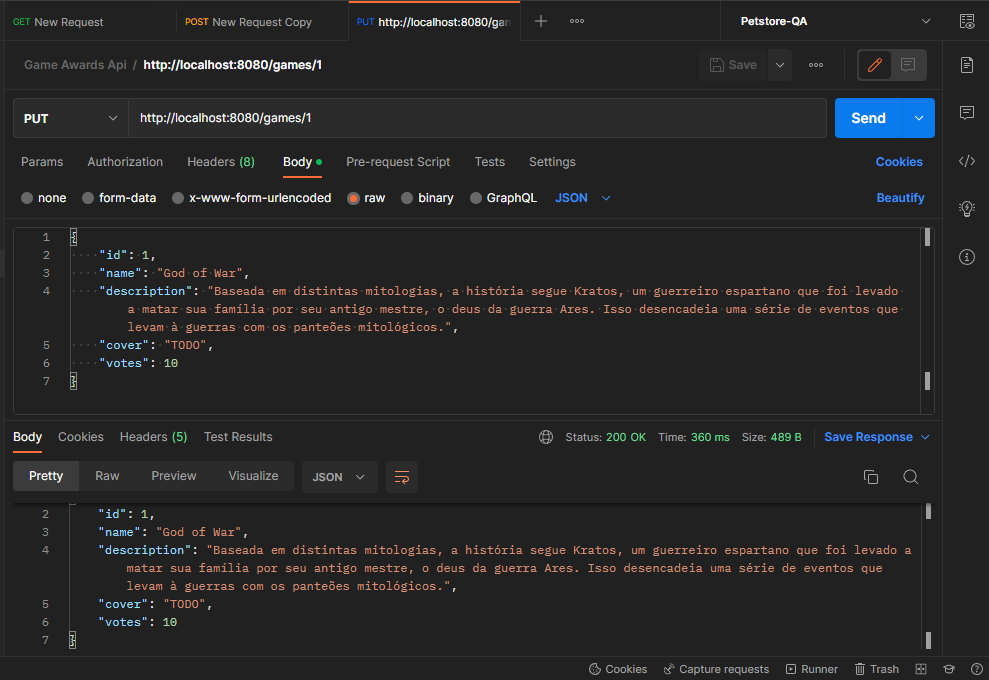 GET New Request
POST New Request Copy
PUT http://localhost:8080/gan
Petstore-QA
Game Awards Api / http://localhost:8080/games/1
Save
PUT
http://localhost:8080/games/1
Send
Params Authorization Headers (8) Body Pre-request Script Tests Settings Cookies
none form-data x-www-form-urlencoded raw binary GraphQL JSON Beautify
1 {
2 "id": 1,
3 "name": "God of War",
4 "description": "Baseada em distintas mitologias, a história segue Kratos, um guerreiro espartano que foi levado
a matar sua família por seu antigo mestre, o deus da guerra Ares. Isso desencadeia uma série de eventos que
levam à guerras com os panteões mitológicos.",
5 "cover": "TODO",
6 "votes": 10
7 }
Body Cookies Headers (5) Test Results Status: 200 OK Time: 360 ms Size: 489 B Save Response
Pretty Raw Preview Visualize JSON
2 "id": 1,
3 "name": "God of War",
4 "description": "Baseada em distintas mitologias, a história segue Kratos, um guerreiro espartano que foi levado a
matar sua família por seu antigo mestre, o deus da guerra Ares. Isso desencadeia uma série de eventos que
levam à guerras com os panteões mitológicos.",
5 "cover": "TODO",
6 "votes": 10
7 }
Cookies Capture requests Runner Trash